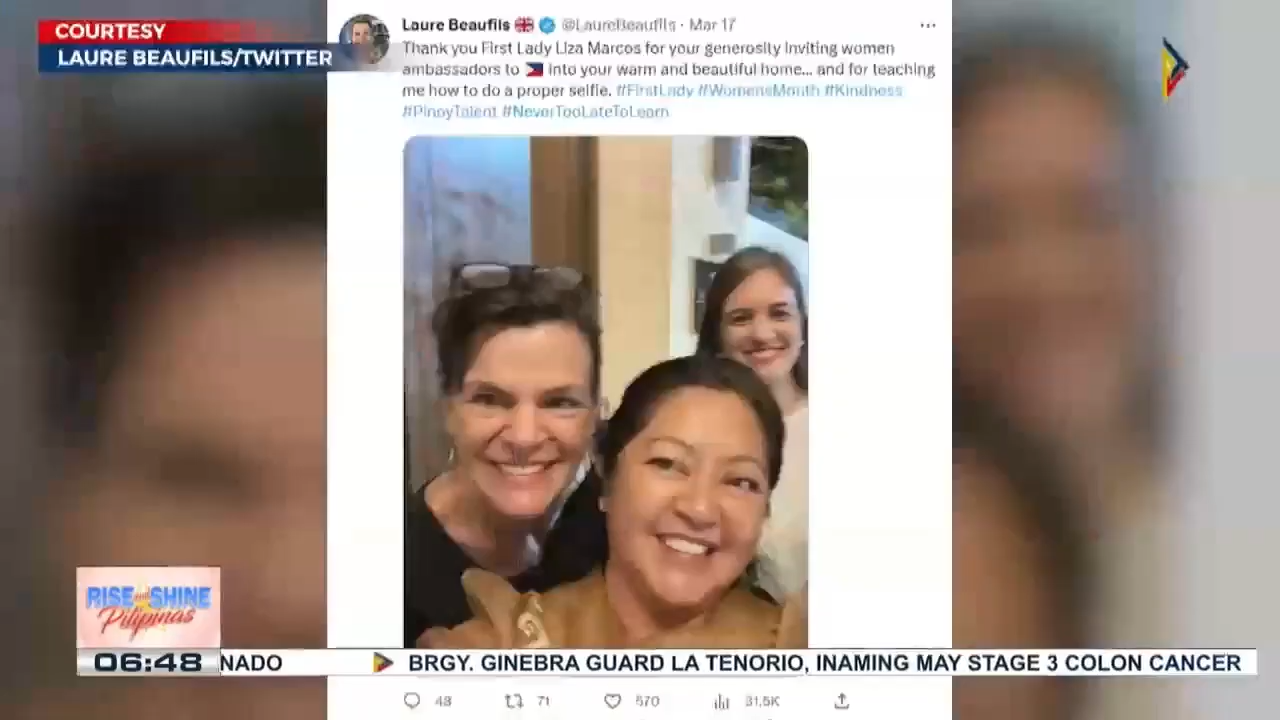 COURTESY
LAURE BEAUFILS/TWITTER
Laure Beaufils 🇬🇧 @LaureBeaufils · Mar 17
Thank you First Lady Liza Marcos for your generosity inviting women
ambassadors to 🇵🇭 into your warm and beautiful home... and for teaching
me how to do a proper selfie. #FirstLady #WomensMonth #Kindness
#PinoyTalent #NeverTooLateToLearn
RISE and SHINE
Pilipinas
06:48
NADO BRGY. GINEBRA GUARD LA TENORIO, INAMING MAY STAGE 3 COLON CANCER
48 71 570 31.5K